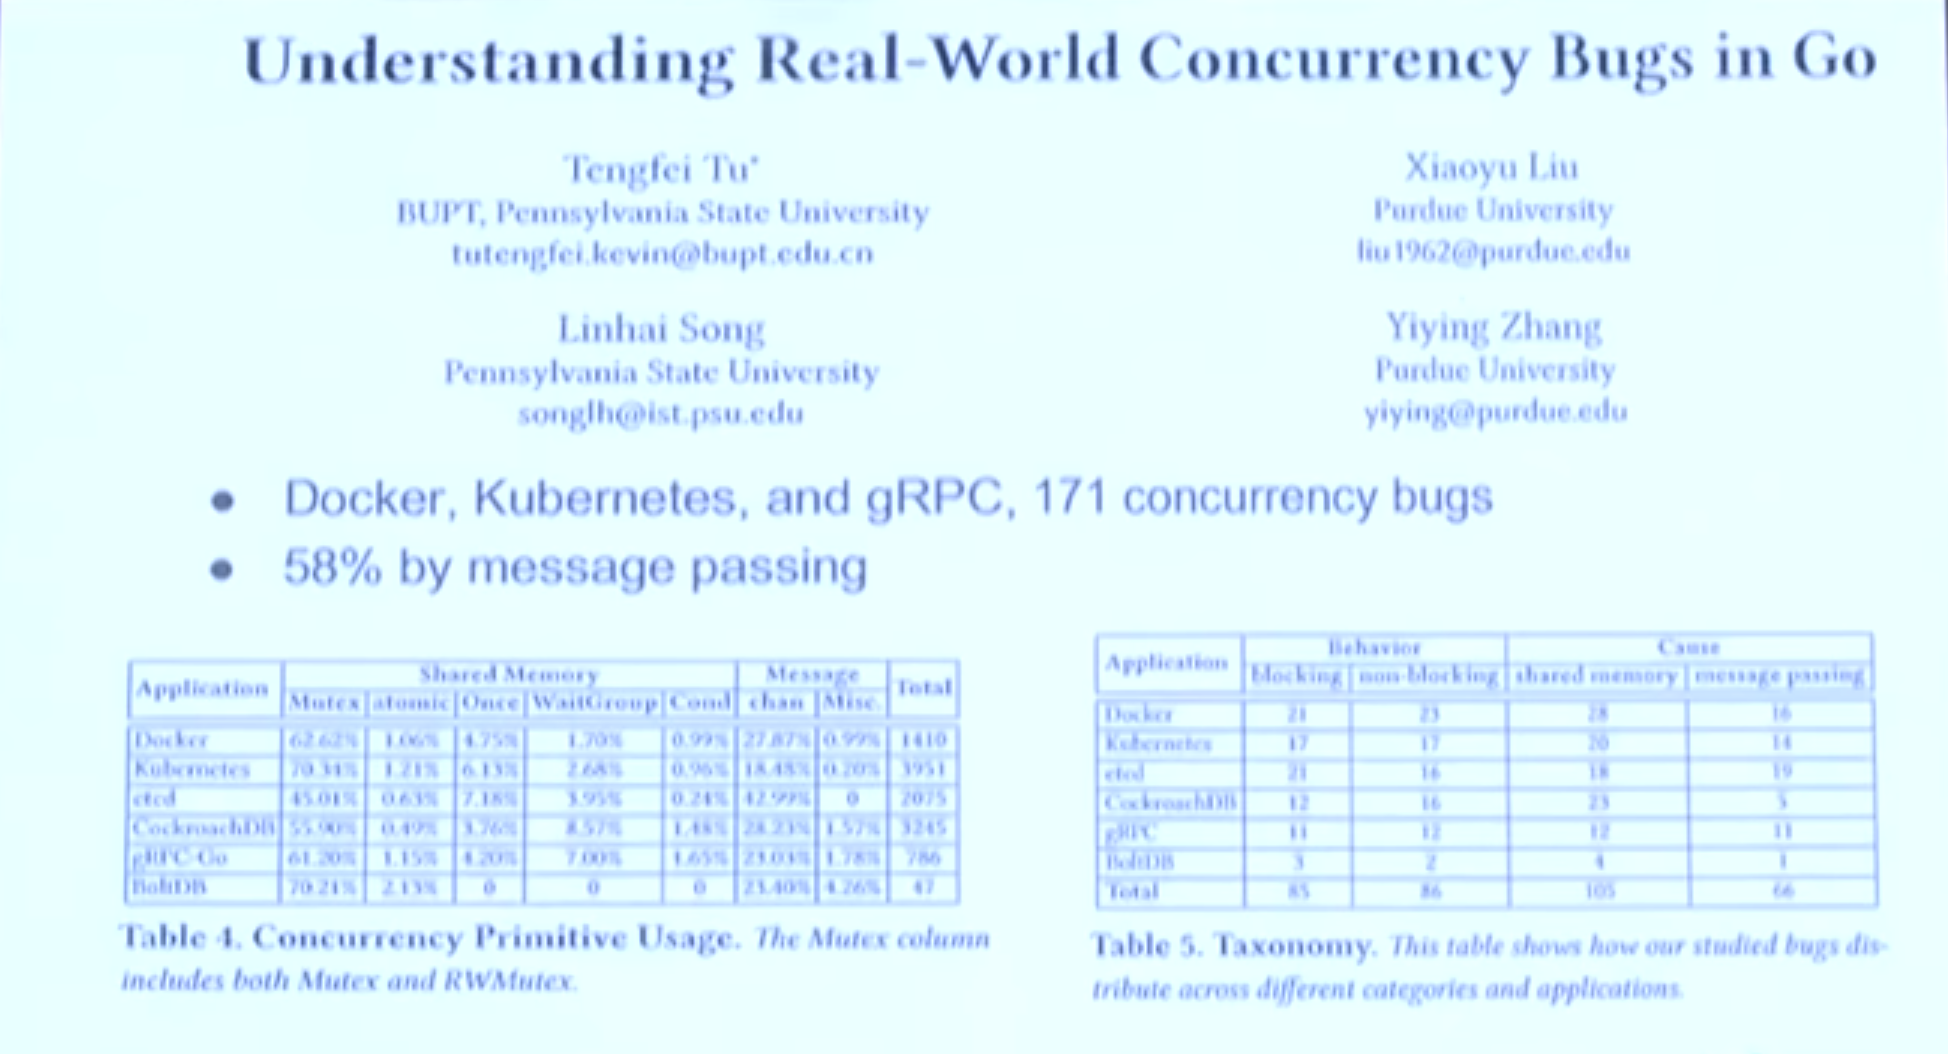 Understanding Real-World Concurrency Bugs in Go
Tengfei Tu*
BUPT, Pennsylvania State University
tutengfei.kevin@bupt.edu.cn
Xiaoyu Liu
Purdue University
liu1962@purdue.edu
Linhai Song
Pennsylvania State University
songlh@ist.psu.edu
Yiying Zhang
Purdue University
yiying@purdue.edu
● Docker, Kubernetes, and gRPC, 171 concurrency bugs
● 58% by message passing
Application Shared Memory Message Total
Mutex atomic Once WaitGroup Cond chan Misc.
Docker 62.62% 1.06% 4.75% 1.70% 0.99% 27.87% 0.99% 1410
Kubernetes 70.34% 1.21% 6.13% 2.68% 0.96% 18.48% 0.20% 3951
etcd 45.01% 0.63% 7.18% 3.95% 0.24% 42.99% 0 2075
CockroachDB 55.90% 0.49% 3.76% 8.57% 1.48% 28.23% 1.57% 3245
gRPC-Go 61.20% 1.15% 4.20% 7.00% 1.65% 23.03% 1.78% 786
BoltDB 70.21% 2.13% 0 0 0 23.40% 4.26% 47
Table 4. Concurrency Primitive Usage. The Mutex column
includes both Mutex and RWMutex.
Application Behavior Cause
blocking non-blocking shared memory message passing
Docker 21 23 28 16
Kubernetes 17 17 20 14
etcd 21 16 18 19
CockroachDB 12 16 23 5
gRPC 11 12 12 11
BoltDB 3 2 4 1
Total 85 86 105 66
Table 5. Taxonomy. This table shows how our studied bugs dis-
tribute across different categories and applications.